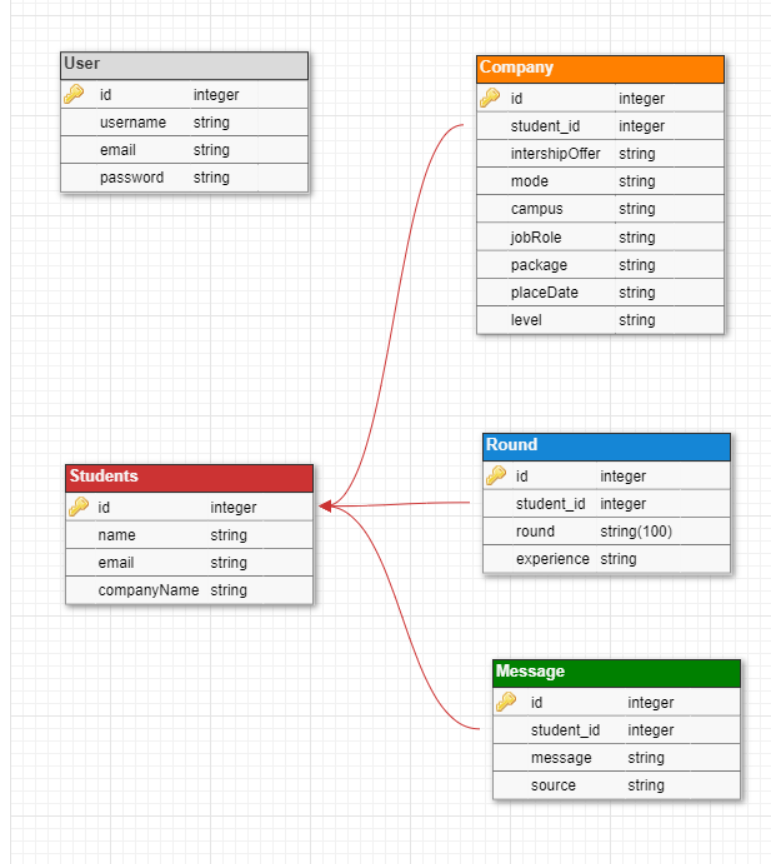 User
id integer
username string
email string
password string
Company
id integer
student_id integer
intershipOffer string
mode string
campus string
jobRole string
package string
placeDate string
level string
Students
id integer
name string
email string
companyName string
Round
id integer
student_id integer
round string(100)
experience string
Message
id integer
student_id integer
message string
source string